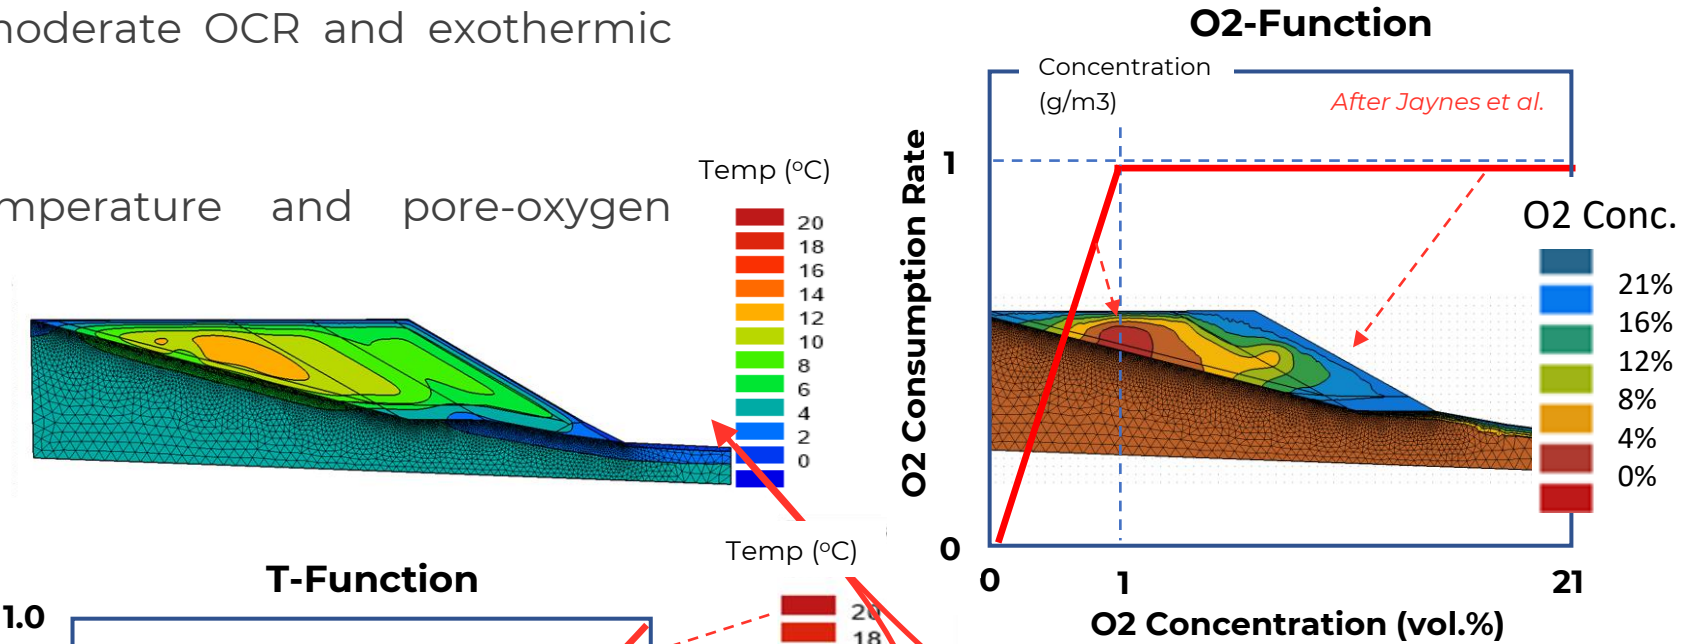 moderate OCR and exothermic
mperature and pore-oxygen
Temp (ºC)
20
18
16
14
12
10
8
6
4
2
0
O2-Function
Concentration
(g/m3)
After Jaynes et al.
O2 Consumption Rate
1
0
0
1
21
O2 Concentration (vol.%)
O2 Conc.
21%
16%
12%
8%
4%
0%
T-Function
1.0
Temp (ºC)
20
18